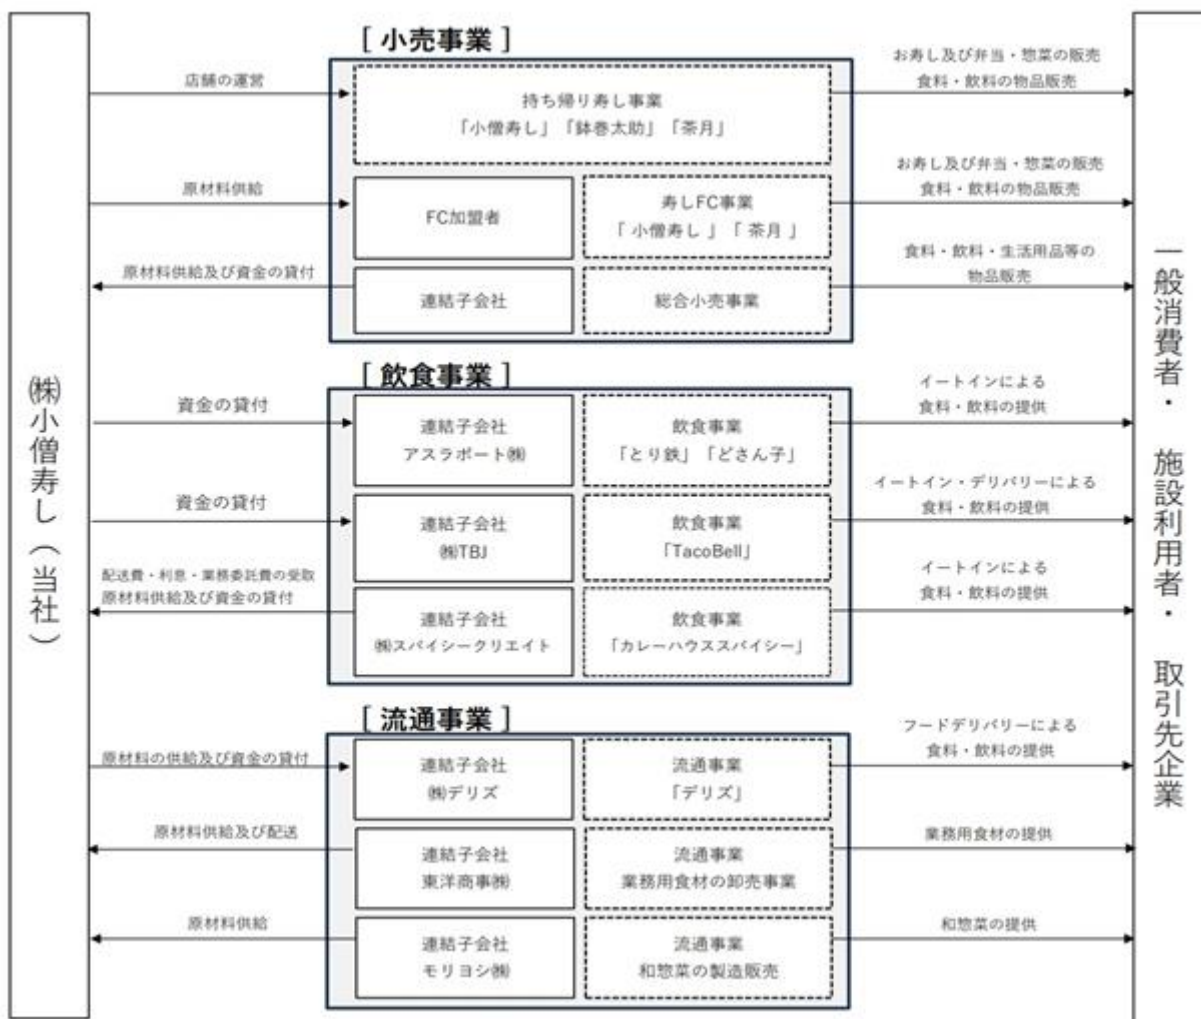 ㈱小僧寿し（当社）
[ 小売事業 ]
店舗の運営
持ち帰り寿し事業
「小僧寿し」「鉢巻太助」「茶月」
お寿し及び弁当・惣菜の販売
食料・飲料の物品販売
原材料供給
FC加盟者
寿しFC事業
「 小僧寿し 」「 茶月 」
お寿し及び弁当・惣菜の販売
食料・飲料の物品販売
原材料供給及び資金の貸付
連結子会社
総合小売事業
食料・飲料・生活用品等の
物品販売
[ 飲食事業 ]
資金の貸付
連結子会社
アスラポート㈱
飲食事業
「とり鉄」「どさん子」
イートインによる
食料・飲料の提供
資金の貸付
連結子会社
㈱TBJ
飲食事業
「TacoBell」
イートイン・デリバリーによる
食料・飲料の提供
配送費・利息・業務委託費の受取
原材料供給及び資金の貸付
連結子会社
㈱スパイシークリエイト
飲食事業
「カレーハウススパイシー」
イートインによる
食料・飲料の提供
[ 流通事業 ]
原材料の供給及び資金の貸付
連結子会社
㈱デリズ
流通事業
「デリズ」
フードデリバリーによる
食料・飲料の提供
原材料供給及び配送
連結子会社
東洋商事㈱
流通事業
業務用食材の卸売事業
業務用食材の提供
原材料供給
連結子会社
モリヨシ㈱
流通事業
和惣菜の製造販売
和惣菜の提供
一般消費者・ 施設利用者・ 取引先企業